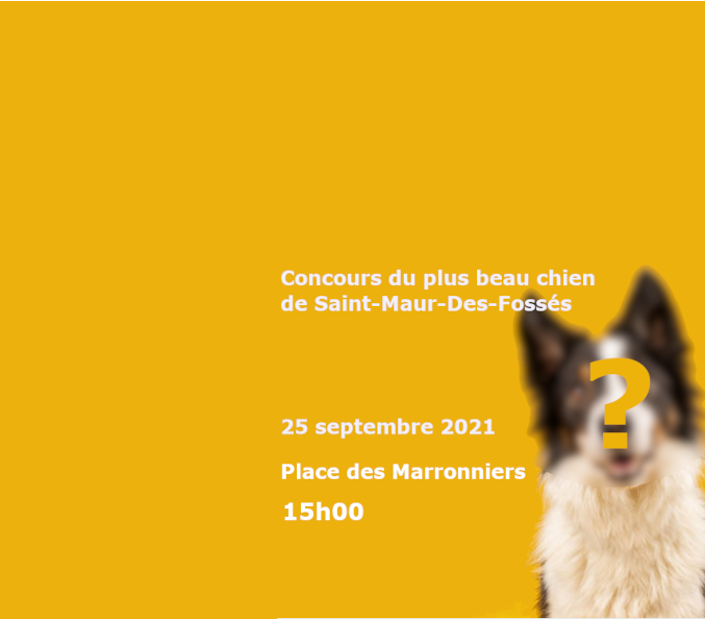 Concours du plus beau chien
de Saint-Maur-Des-Fossés
?
25 septembre 2021
Place des Marronniers
15h00